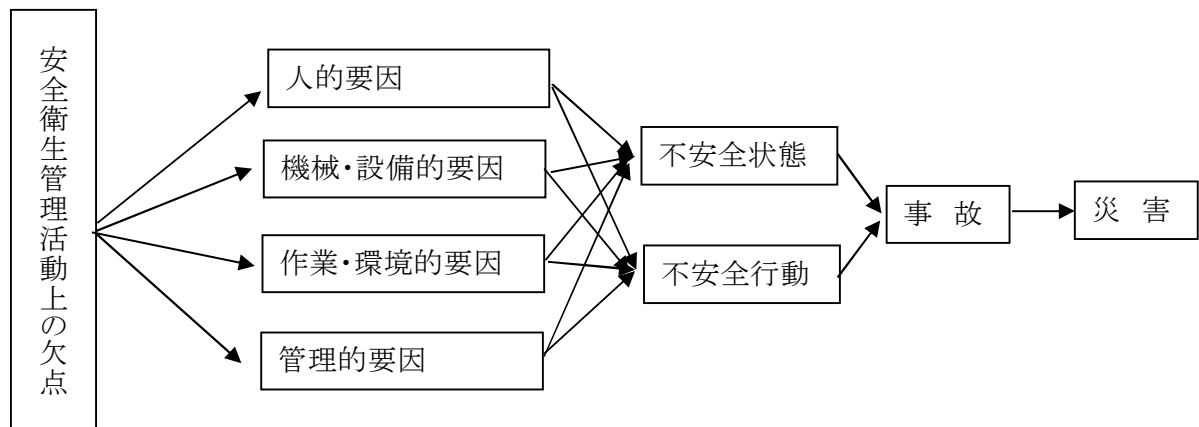 安全衛生管理活動上の欠点
人的要因
機械・設備的要因
作業・環境的要因
管理的要因
不安全状態
不安全行動
事 故
災 害